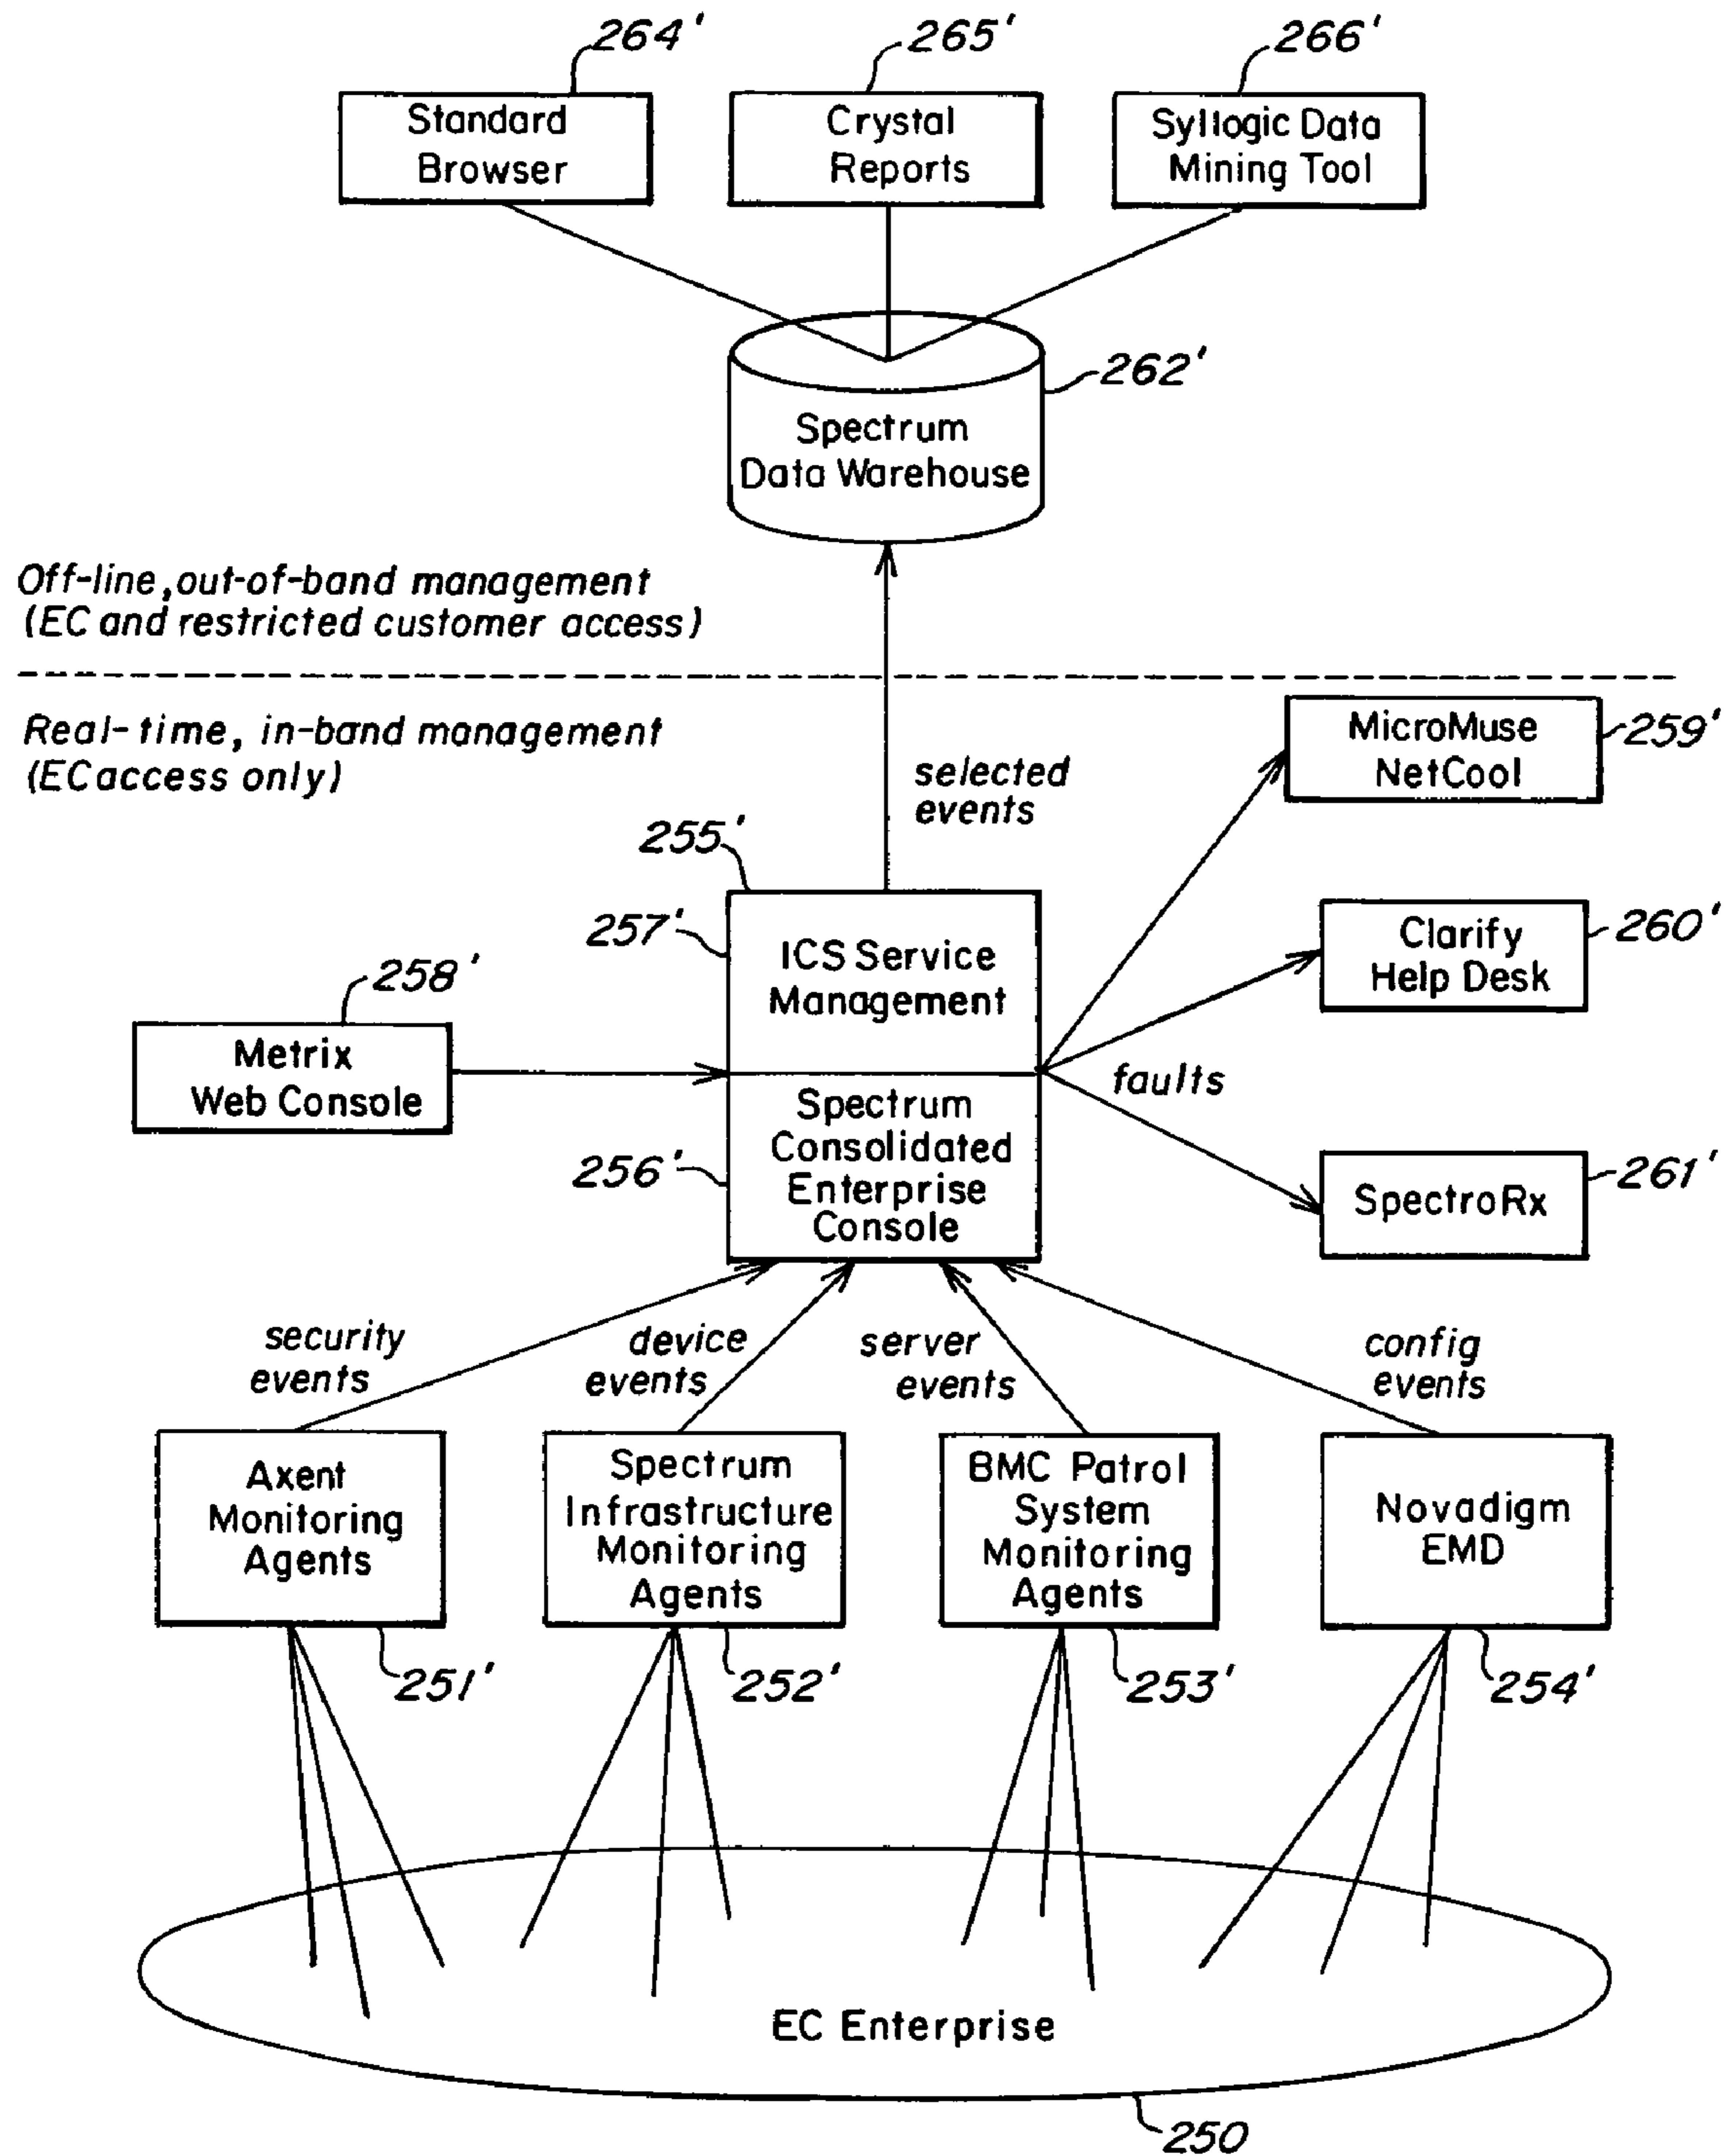 264'
265'
266'
Standard
Browser
Crystal
Reports
Syllogic Data
Mining Tool
262'
Spectrum
Data Warehouse
Off-line, out-of-band management
(EC and restricted customer access)
Real-time, in-band management
(EC access only)
selected
events
MicroMuse
NetCool
259'
255'
257'
ICS Service
Management
Clarify
Help Desk
260'
258'
Metrix
Web Console
faults
256'
Spectrum
Consolidated
Enterprise
Console
SpectroRx
261'
security
events
device
events
server
events
config
events
Axent
Monitoring
Agents
Spectrum
Infrastructure
Monitoring
Agents
BMC Patrol
System
Monitoring
Agents
Novadigm
EMD
251'
252'
253'
254'
EC Enterprise
250